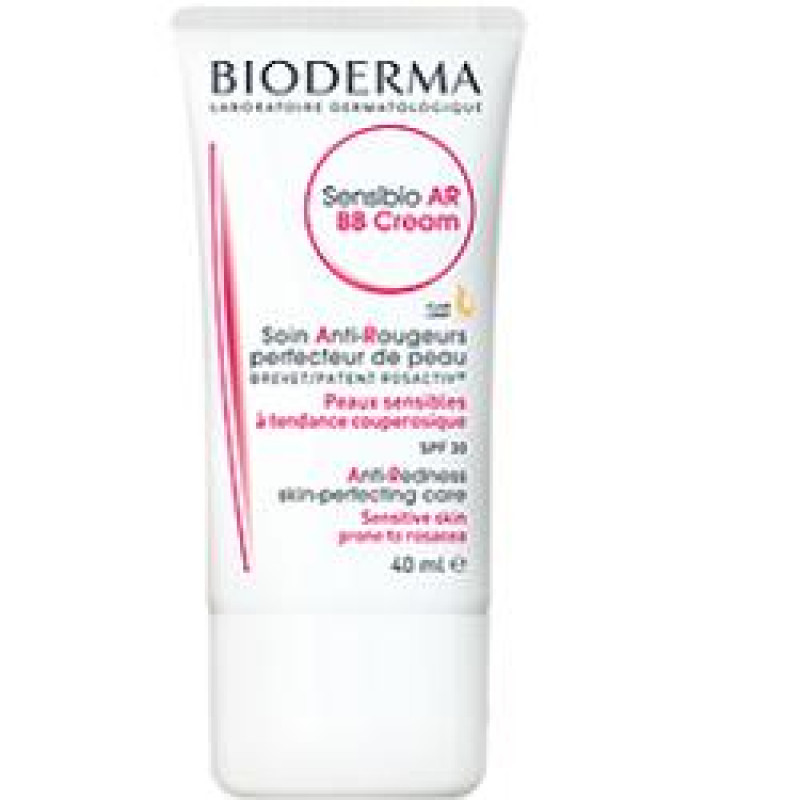 BIODERMA
LABORATOIRE DERMATOLOGIQUE
Sensibio AR
BB Cream
Soin Anti-Rougeurs
perfecteur de peau
BREVET/PATENT ROSACTIV®
Peaux sensibles
à tendance couperosique
SPF 30
Anti-Redness
skin-perfecting care
Sensitive skin
prone to rosacea
40 ml ℮